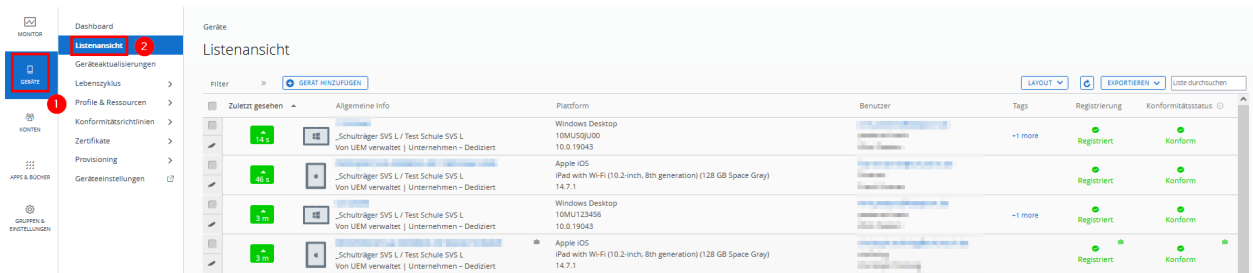 MONITOR
GERÄTE
1
KONTEN
APPS & BÜCHER
GRUPPEN &
EINSTELLUNGEN
Dashboard
Listenansicht 2
Geräteaktualisierungen
Lebenszyklus
Profile & Ressourcen
Konformitätsrichtlinien
Zertifikate
Provisioning
Geräteeinstellungen
Geräte
Listenansicht
Filter » GERÄT HINZUFÜGEN LAYOUT EXPORTIEREN Liste durchsuchen
Zuletzt gesehen Allgemeine Info Plattform Benutzer Tags Registrierung Konformitätsstatus
Windows Desktop
14 s _Schulträger SVS L / Test Schule SVS L 10MUS0JU00 +1 more Registriert Konform
Von UEM verwaltet | Unternehmen – Dediziert 10.0.19043
Apple iOS
46 s _Schulträger SVS L / Test Schule SVS L iPad with Wi-Fi (10.2-inch, 8th generation) (128 GB Space Gray) Registriert Konform
Von UEM verwaltet | Unternehmen – Dediziert 14.7.1
Windows Desktop
3 m _Schulträger SVS L / Test Schule SVS L 10MU123456 +1 more Registriert Konform
Von UEM verwaltet | Unternehmen – Dediziert 10.0.19043
Apple iOS
3 m _Schulträger SVS L / Test Schule SVS L iPad with Wi-Fi (10.2-inch, 8th generation) (128 GB Space Gray) Registriert Konform
Von UEM verwaltet | Unternehmen – Dediziert 14.7.1